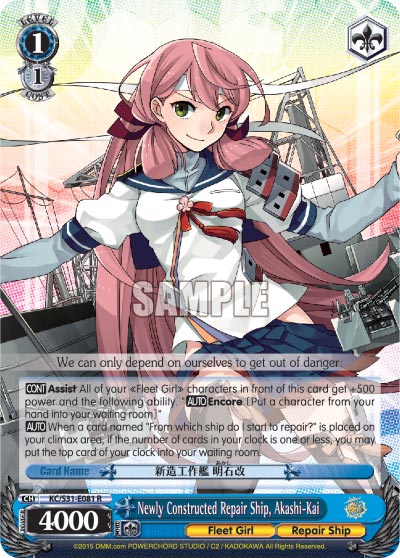 LEVEL
1
1
COST
SAMPLE
We can only depend on ourselves to get out of danger.
CONT Assist All of your «Fleet Girl» characters in front of this card get +500
power and the following ability. "AUTO Encore [Put a character from your
hand into your waiting room]"
AUTO When a card named "From which ship do I start to repair?" is placed on
your climax area, if the number of cards in your clock is one or less, you may
put the top card of your clock into your waiting room.
Card Name 新造工作艦 明石改
あかし
CH KC/S31-E081 R
4000
Newly Constructed Repair Ship, Akashi-Kai
Fleet Girl Repair Ship
©2015 DMM.com POWERCHORD STUDIO / C2 / KADOKAWA All Rights Reserved.